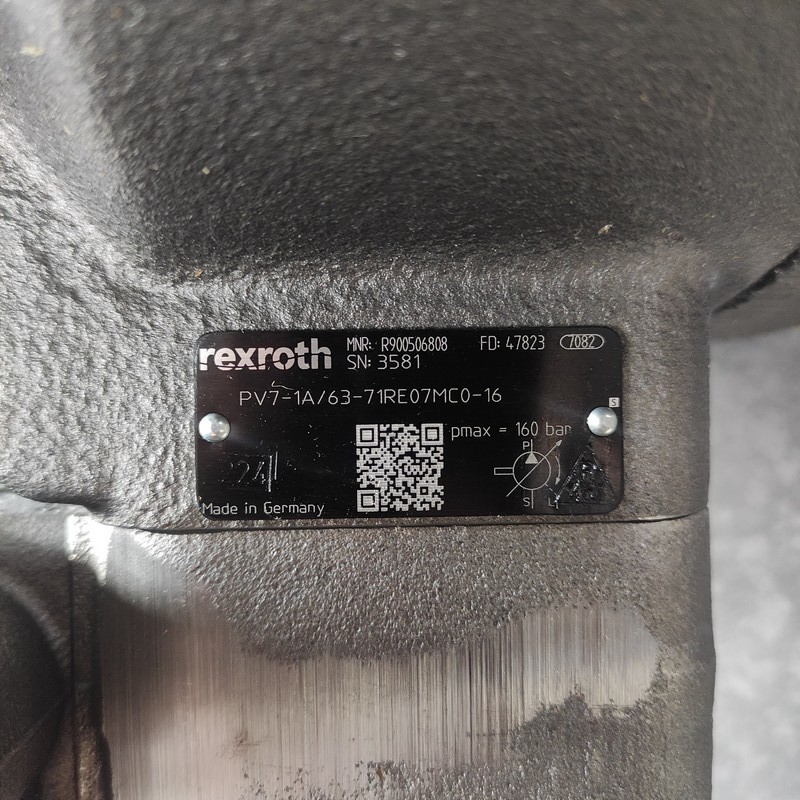 rexroth MNR: R900506808 FD: 47823 7082
SN: 3581
PV7-1A/63-71RE07MC0-16
S
pmax = 160 bar
P
24
S L
Made in Germany